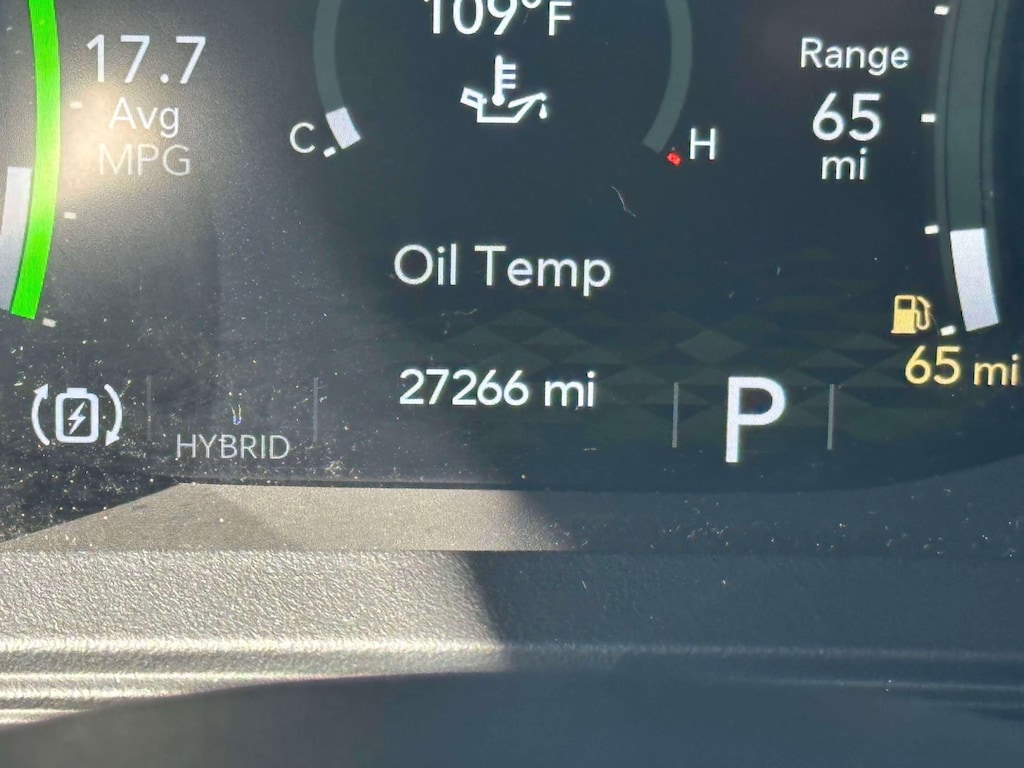 17.7
Avg
MPG
109°F
C
H
Oil Temp
Range
65
mi
65 mi
HYBRID
27266 mi
P